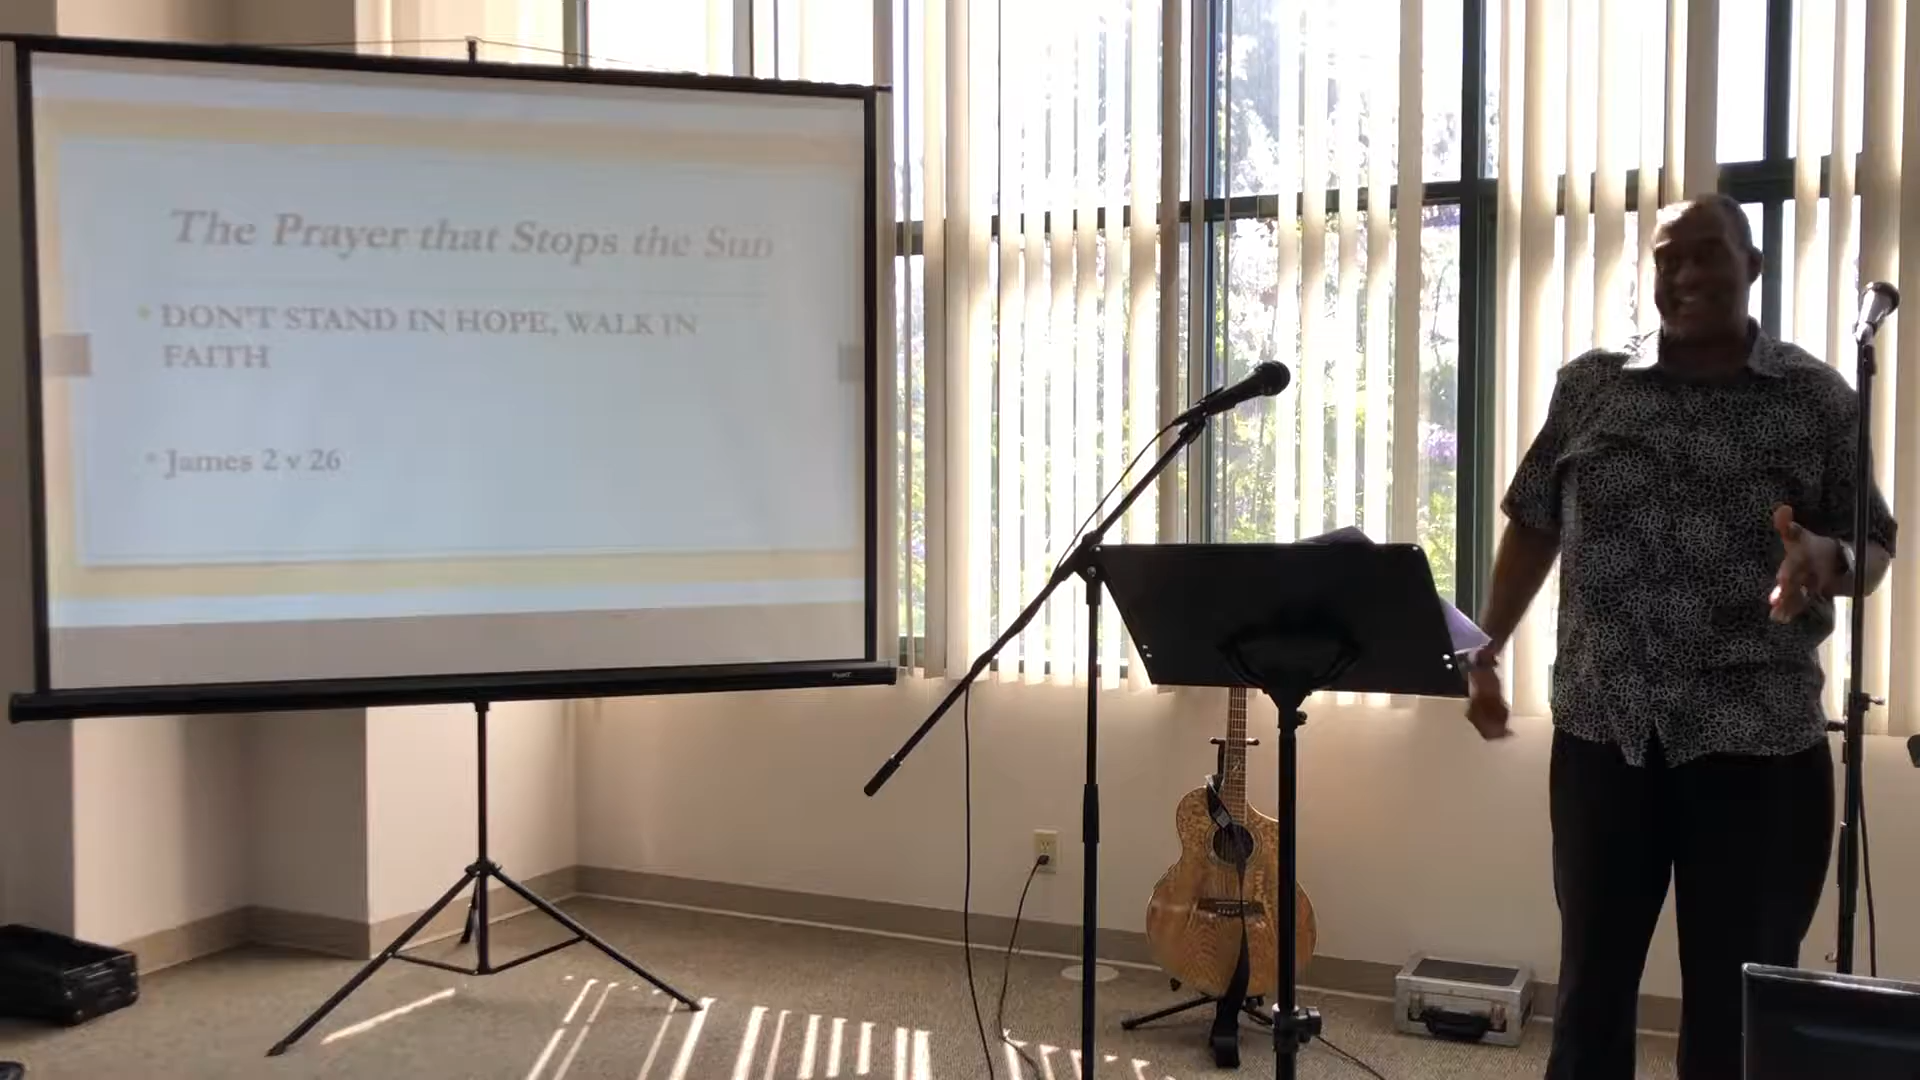 The Prayer that Stops the Sun
• DON'T STAND IN HOPE, WALK IN
FAITH
• James 2 v 26